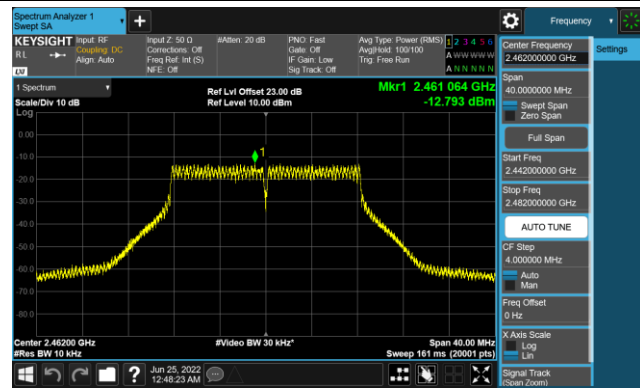 Spectrum Analyzer 1
Swept SA
Frequency
KEYSIGHT
RL
Input: RF
Coupling: DC
Align: Auto
Input Z: 50 Ω
Corrections: Off
Freq Ref: Int (S)
NFE: Off
#Atten: 20 dB
PNO: Fast
Gate: Off
IF Gain: Low
Sig Track: Off
Avg Type: Power (RMS)
Avg|Hold: 100/100
Trig: Free Run
1 2 3 4 5 6
A W W W W W
A N N N N N
LXI
1 Spectrum
Scale/Div 10 dB
Log
Ref Lvl Offset 23.00 dB
Ref Level 10.00 dBm
Mkr1 2.461 064 GHz
-12.793 dBm
1
0.00
-10.0
-20.0
-30.0
-40.0
-50.0
-60.0
-70.0
-80.0
Center 2.46200 GHz
#Res BW 10 kHz
#Video BW 30 kHz*
Span 40.00 MHz
Sweep 161 ms (20001 pts)
Jun 25, 2022
12:48:23 AM
Center Frequency
2.462000000 GHz
Settings
Span
40.0000000 MHz
Swept Span
Zero Span
Full Span
Start Freq
2.442000000 GHz
Stop Freq
2.482000000 GHz
AUTO TUNE
CF Step
4.000000 MHz
Auto
Man
Freq Offset
0 Hz
X Axis Scale
Log
Lin
Signal Track
(Span Zoom)